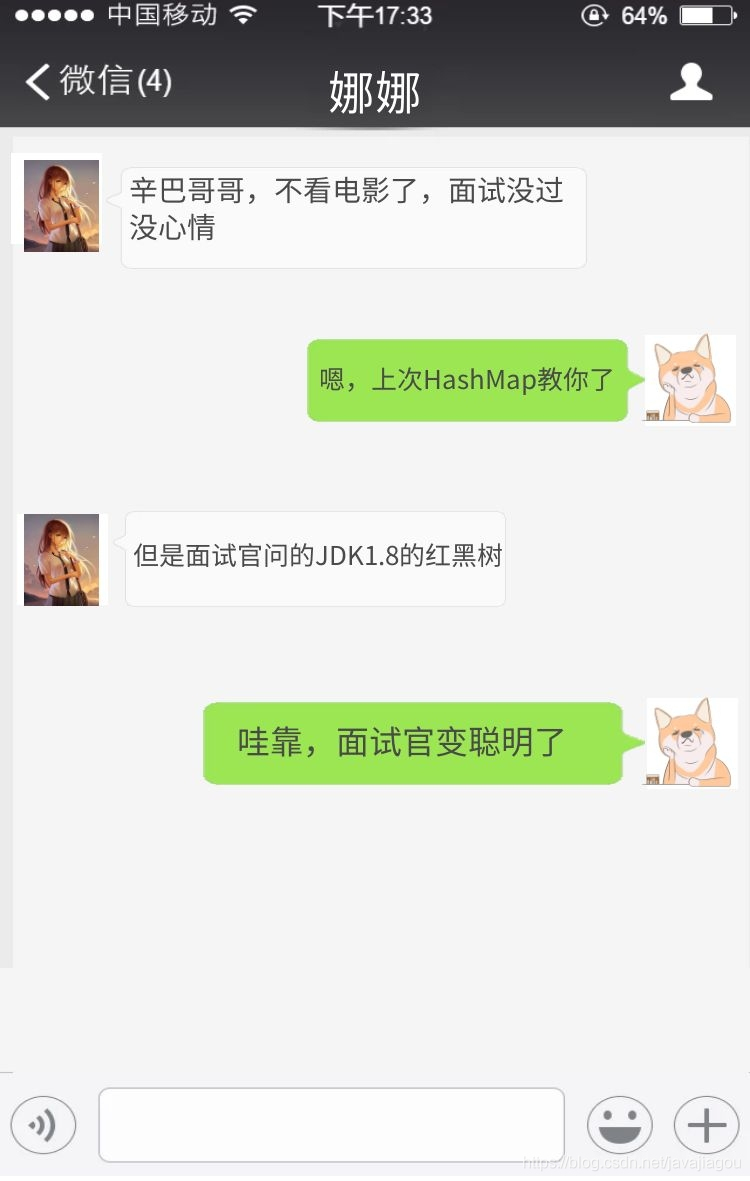 中国移动 下午17:33 64%
微信(4) 娜娜
辛巴哥哥，不看电影了，面试没过
没心情
嗯，上次HashMap教你了
但是面试官问的JDK1.8的红黑树
哇靠，面试官变聪明了
https://blog.csdn.net/javajiagou